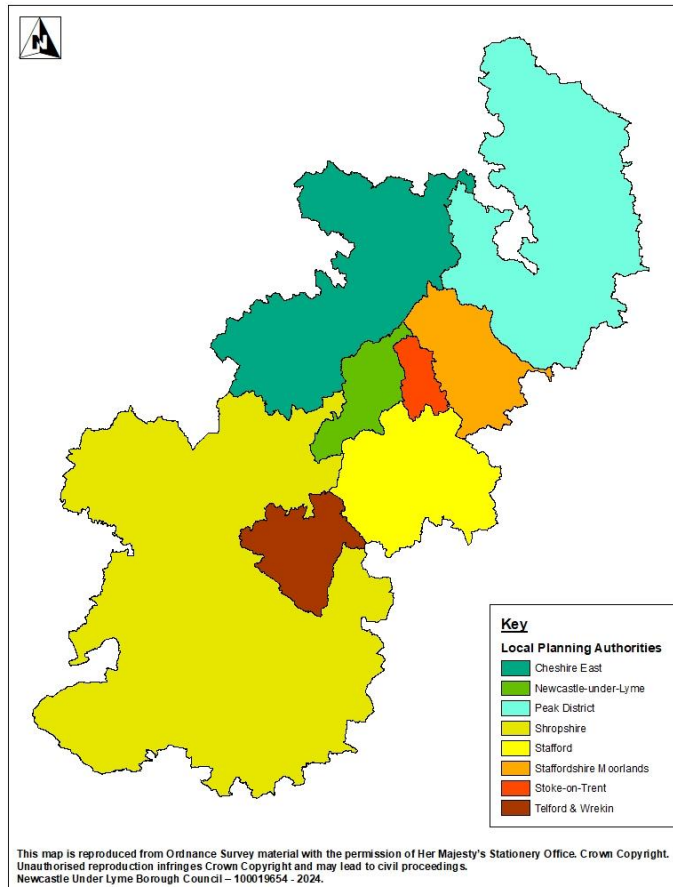 N
Key
Local Planning Authorities
Cheshire East
Newcastle-under-Lyme
Peak District
Shropshire
Stafford
Staffordshire Moorlands
Stoke-on-Trent
Telford & Wrekin
This map is reproduced from Ordnance Survey material with the permission of Her Majesty's Stationery Office. Crown Copyright.
Unauthorised reproduction infringes Crown Copyright and may lead to civil proceedings.
Newcastle Under Lyme Borough Council – 100019654 - 2024.